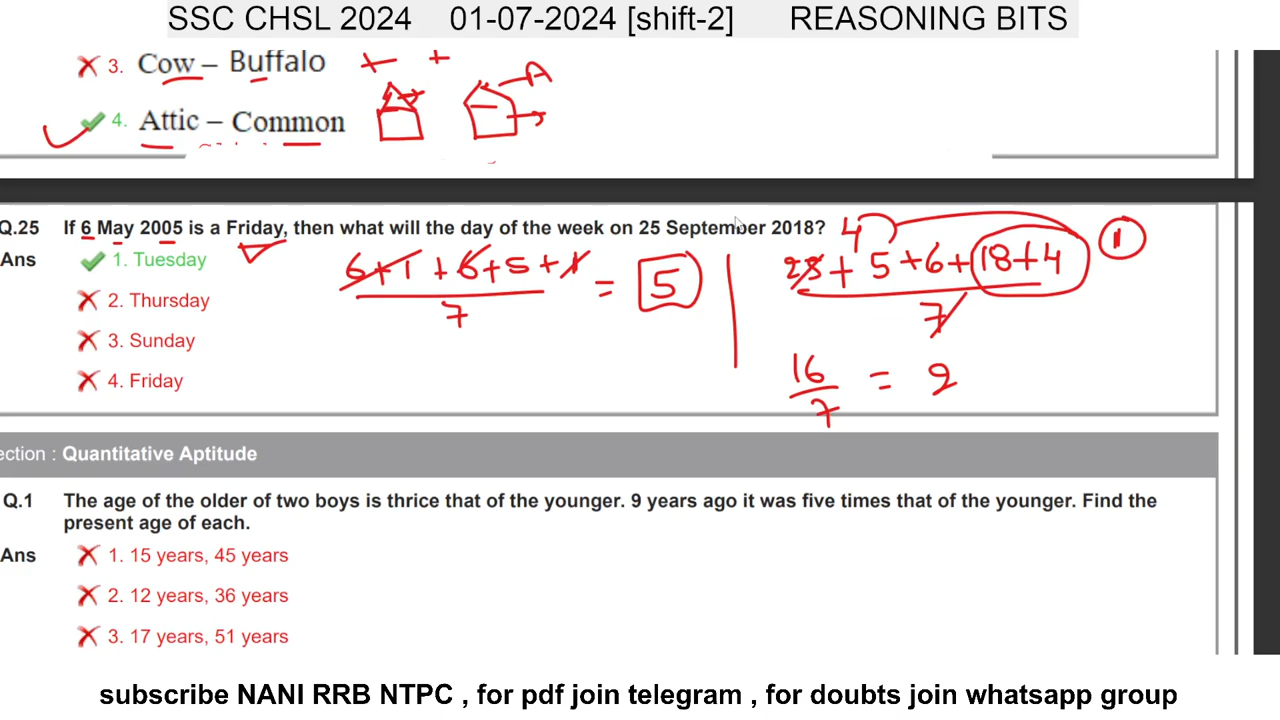 SSC CHSL 2024 01-07-2024 [shift-2] REASONING BITS
3. Cow – Buffalo + +
4. Attic – Common A
Q.25 If 6 May 2005 is a Friday, then what will the day of the week on 25 September 2018? 4
Ans 1. Tuesday
2. Thursday
3. Sunday
4. Friday
6+1+6+5+1
7
= 5
25+5+6+18+4
7
1
16
7
= 2
ection : Quantitative Aptitude
Q.1 The age of the older of two boys is thrice that of the younger. 9 years ago it was five times that of the younger. Find the
present age of each.
Ans 1. 15 years, 45 years
2. 12 years, 36 years
3. 17 years, 51 years
subscribe NANI RRB NTPC , for pdf join telegram , for doubts join whatsapp group